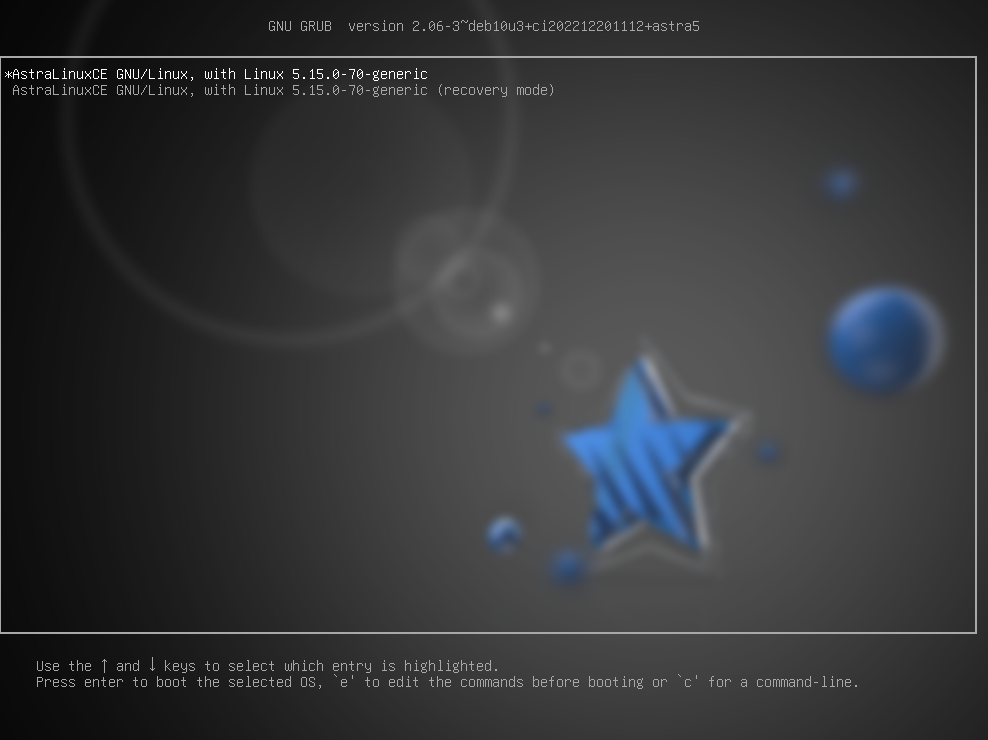 GNU GRUB  version 2.06-3~deb10u3+ci202212201112+astra5
*AstraLinuxCE GNU/Linux, with Linux 5.15.0-70-generic
AstraLinuxCE GNU/Linux, with Linux 5.15.0-70-generic (recovery mode)
Use the ↑ and ↓ keys to select which entry is highlighted.
Press enter to boot the selected OS, `e' to edit the commands before booting or `c' for a command-line.